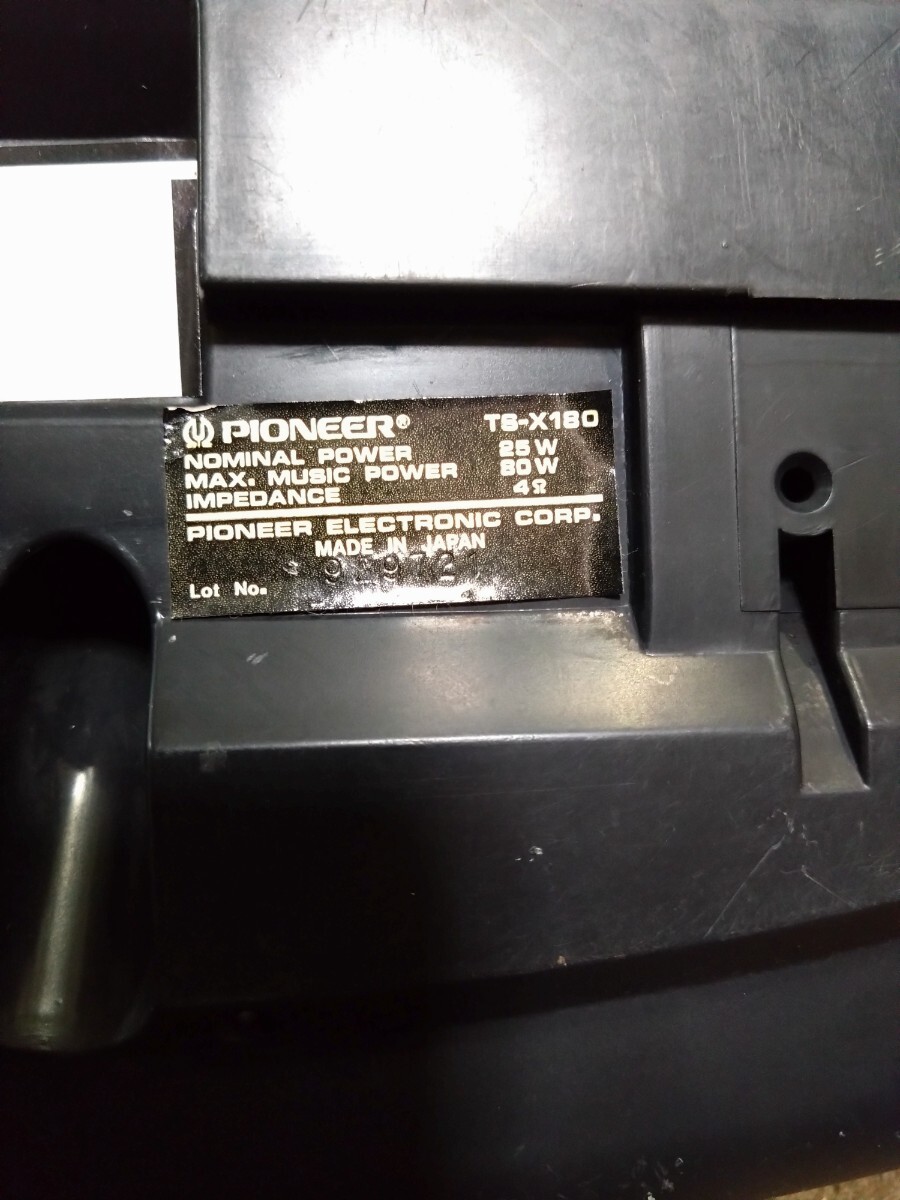 PIONEER® TS-X180
NOMINAL POWER 25W
MAX. MUSIC POWER 80W
IMPEDANCE 4Ω
PIONEER ELECTRONIC CORP.
MADE IN JAPAN
Lot No.